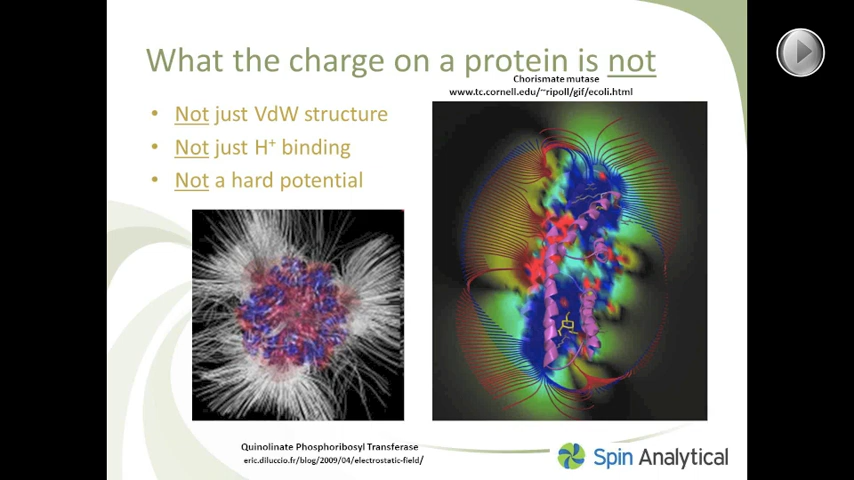 What the charge on a protein is not
Chorismate mutase
www.tc.cornell.edu/~ripoll/gif/ecoli.html
• Not just VdW structure
• Not just H⁺ binding
• Not a hard potential
Quinolinate Phosphoribosyl Transferase
eric.diluccio.fr/blog/2009/04/electrostatic-field/
Spin Analytical